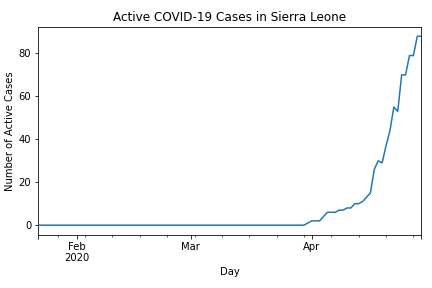 Active COVID-19 Cases in Sierra Leone
Number of Active Cases
80
60
40
20
0
Feb
2020
Mar
Apr
Day